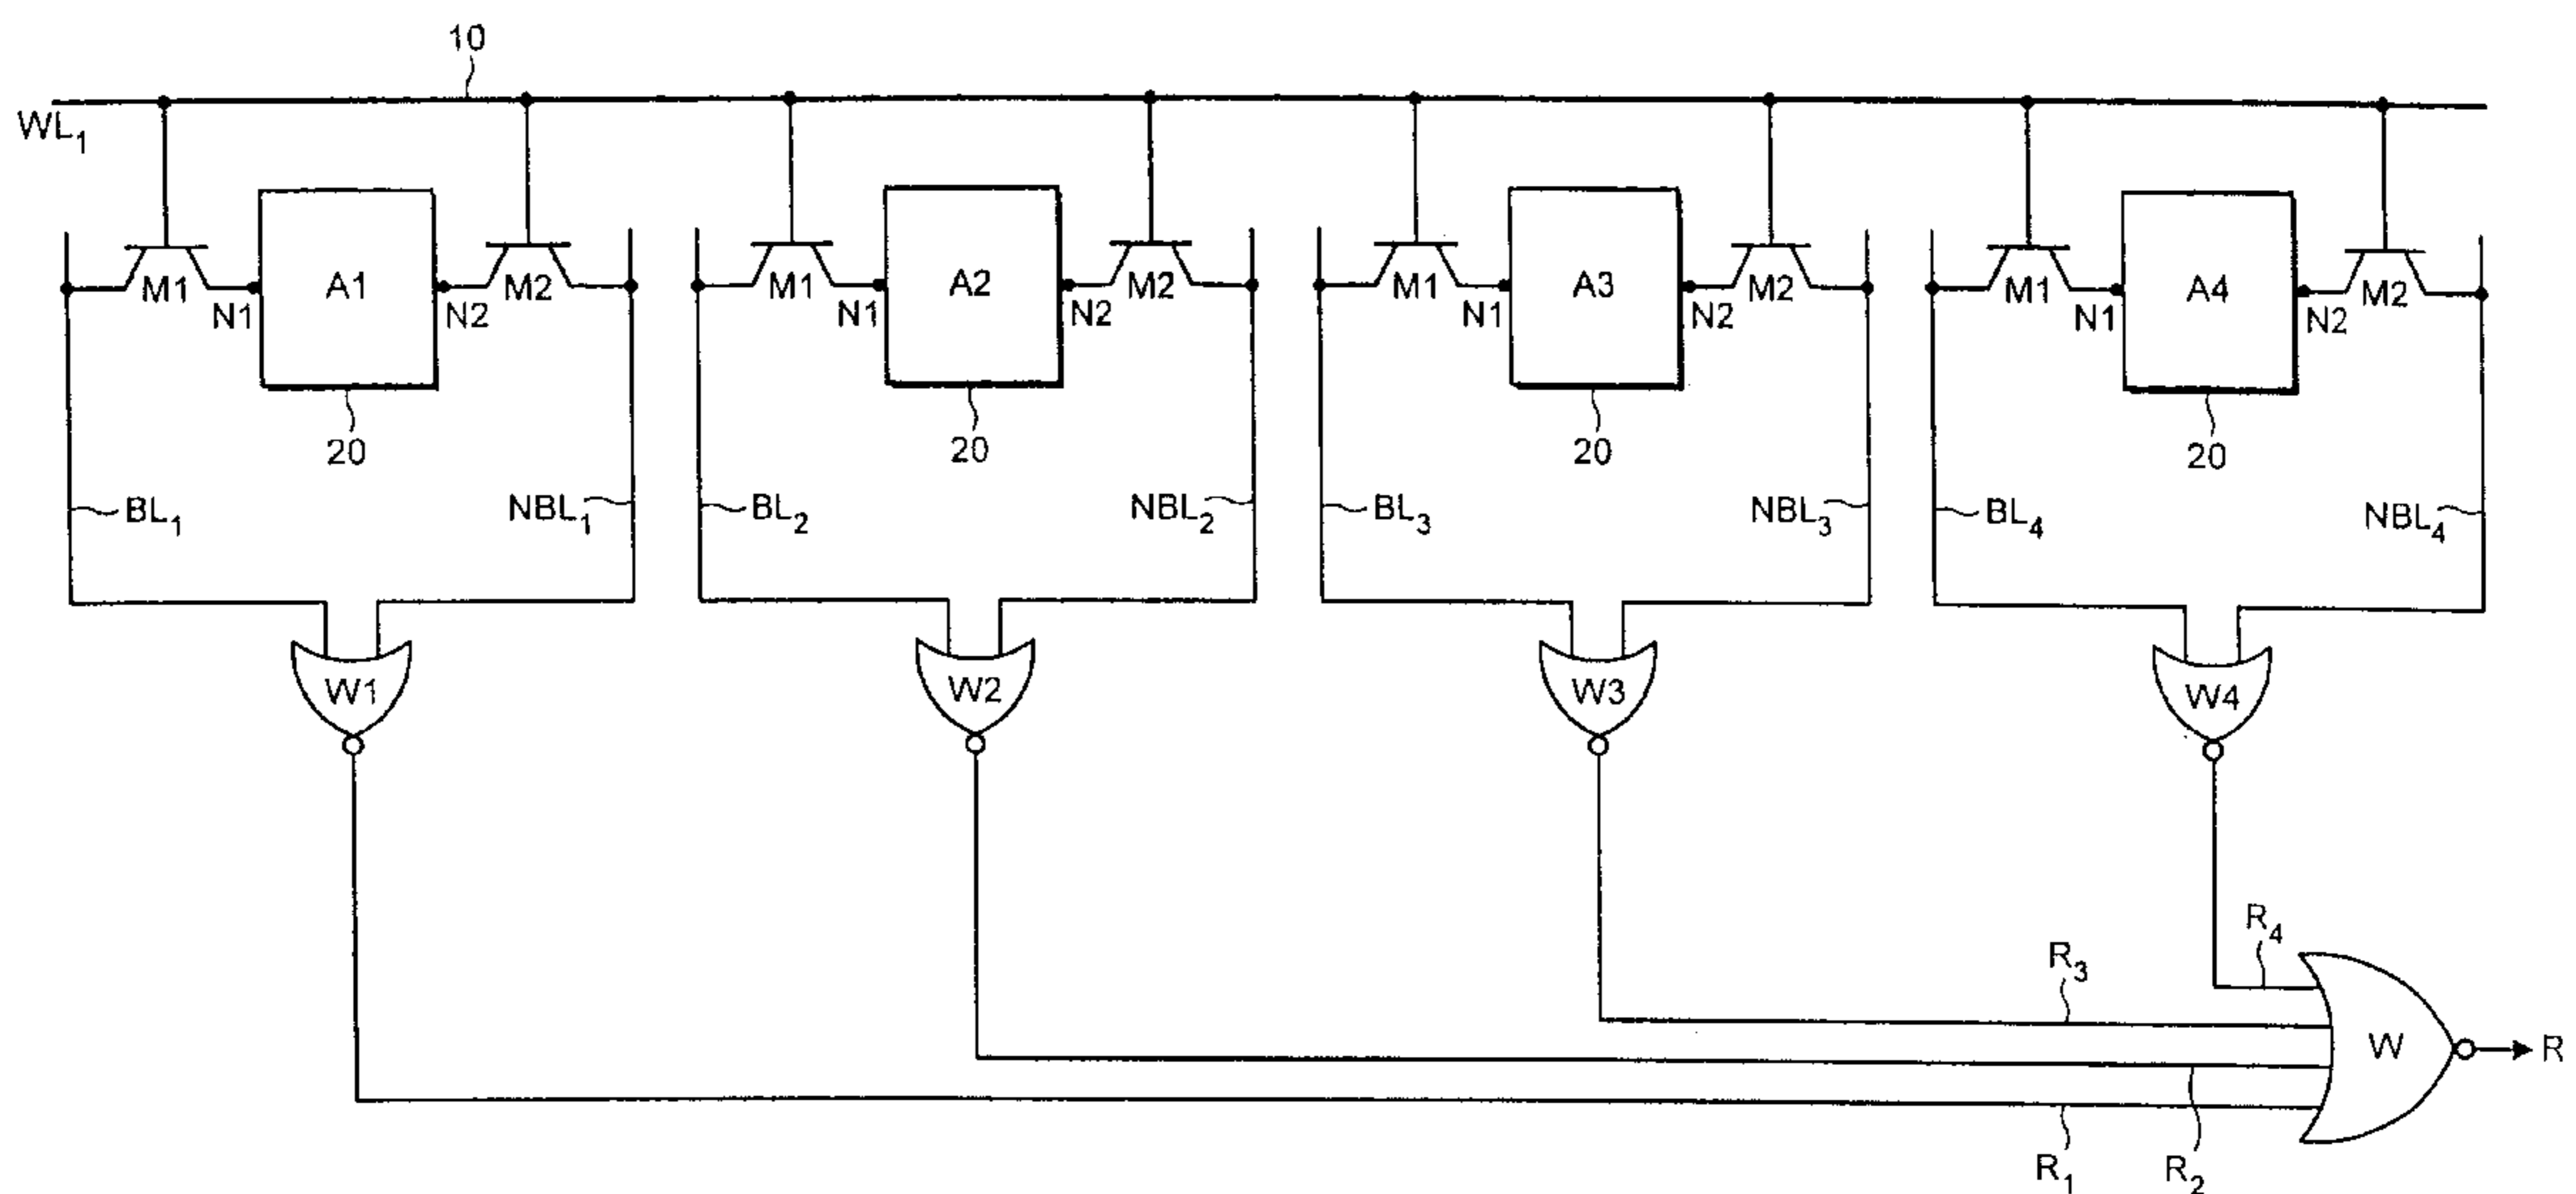 10
WL1
M1 N1 A1 N2 M2 M1 N1 A2 N2 M2 M1 N1 A3 N2 M2 M1 N1 A4 N2 M2
20 20 20 20
BL1 NBL1 BL2 NBL2 BL3 NBL3 BL4 NBL4
W1 W2 W3 W4
R4
R3
W R
R1 R2